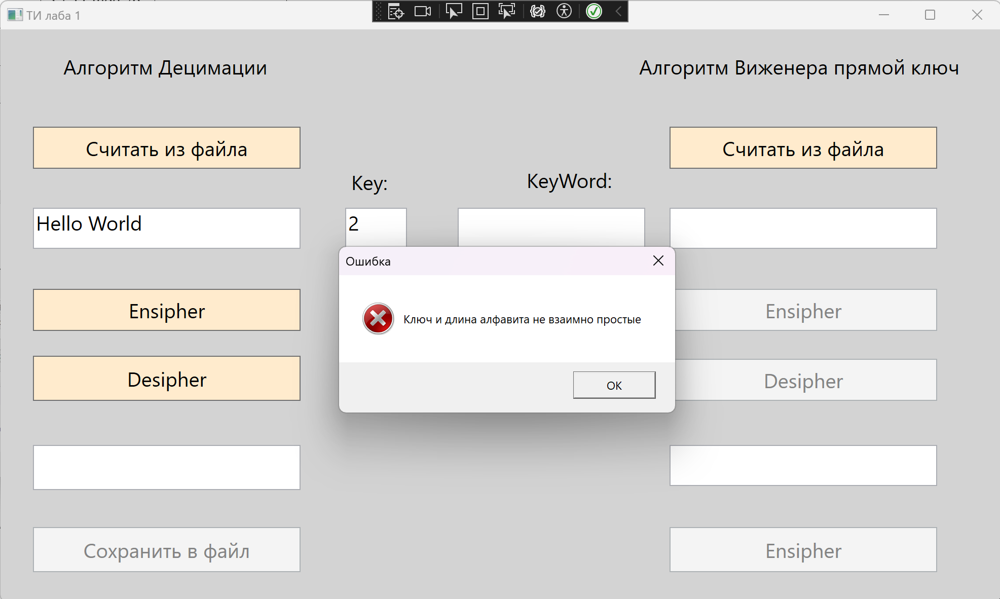 ТИ лаба 1
Алгоритм Децимации
Алгоритм Виженера прямой ключ
Считать из файла
Считать из файла
Key:
KeyWord:
Hello World
2
Ошибка
Ключ и длина алфавита не взаимно простые
OK
Ensipher
Ensipher
Desipher
Desipher
Сохранить в файл
Ensipher